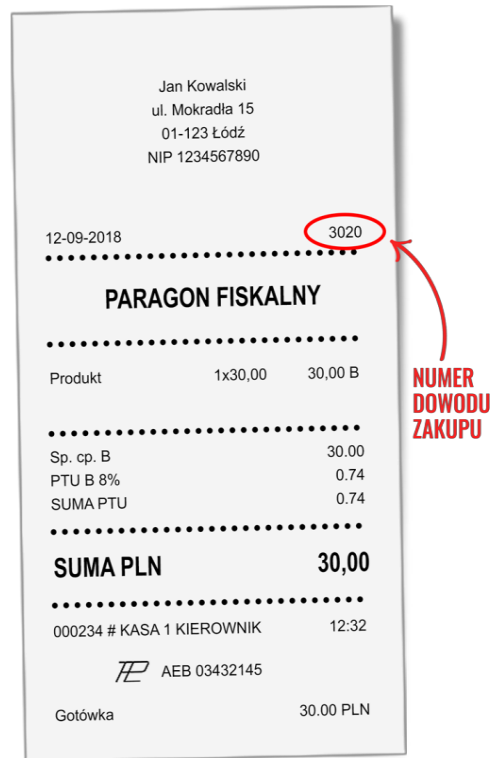 Jan Kowalski
ul. Mokradła 15
01-123 Łódź
NIP 1234567890
12-09-2018 3020
PARAGON FISKALNY
Produkt 1x30,00 30,00 B
Sp. cp. B 30.00
PTU B 8% 0.74
SUMA PTU 0.74
SUMA PLN 30,00
000234 # KASA 1 KIEROWNIK 12:32
AEB 03432145
Gotówka 30.00 PLN
NUMER
DOWODU
ZAKUPU